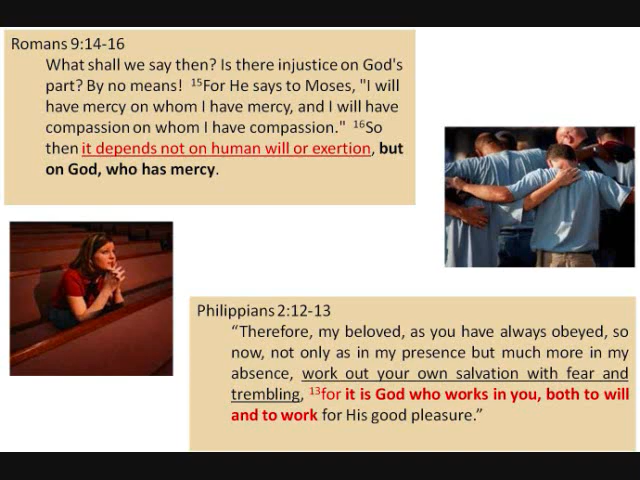 Romans 9:14-16
What shall we say then? Is there injustice on God's
part? By no means! 15For He says to Moses, "I will
have mercy on whom I have mercy, and I will have
compassion on whom I have compassion." 16So
then it depends not on human will or exertion, but
on God, who has mercy.
Philippians 2:12-13
“Therefore, my beloved, as you have always obeyed, so
now, not only as in my presence but much more in my
absence, work out your own salvation with fear and
trembling, 13for it is God who works in you, both to will
and to work for His good pleasure.”